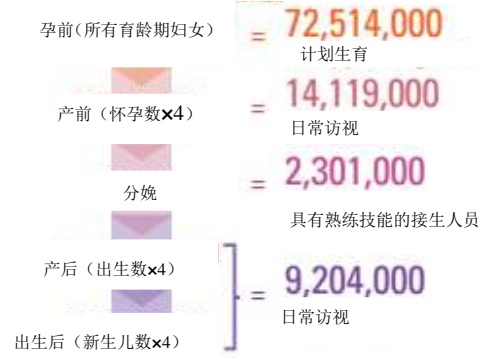 孕前（所有育龄期妇女）
= 72,514,000
计划生育
产前（怀孕数×4）
= 14,119,000
日常访视
分娩
= 2,301,000
具有熟练技能的接生人员
产后（出生数×4）
= 9,204,000
日常访视
出生后（新生儿数×4）